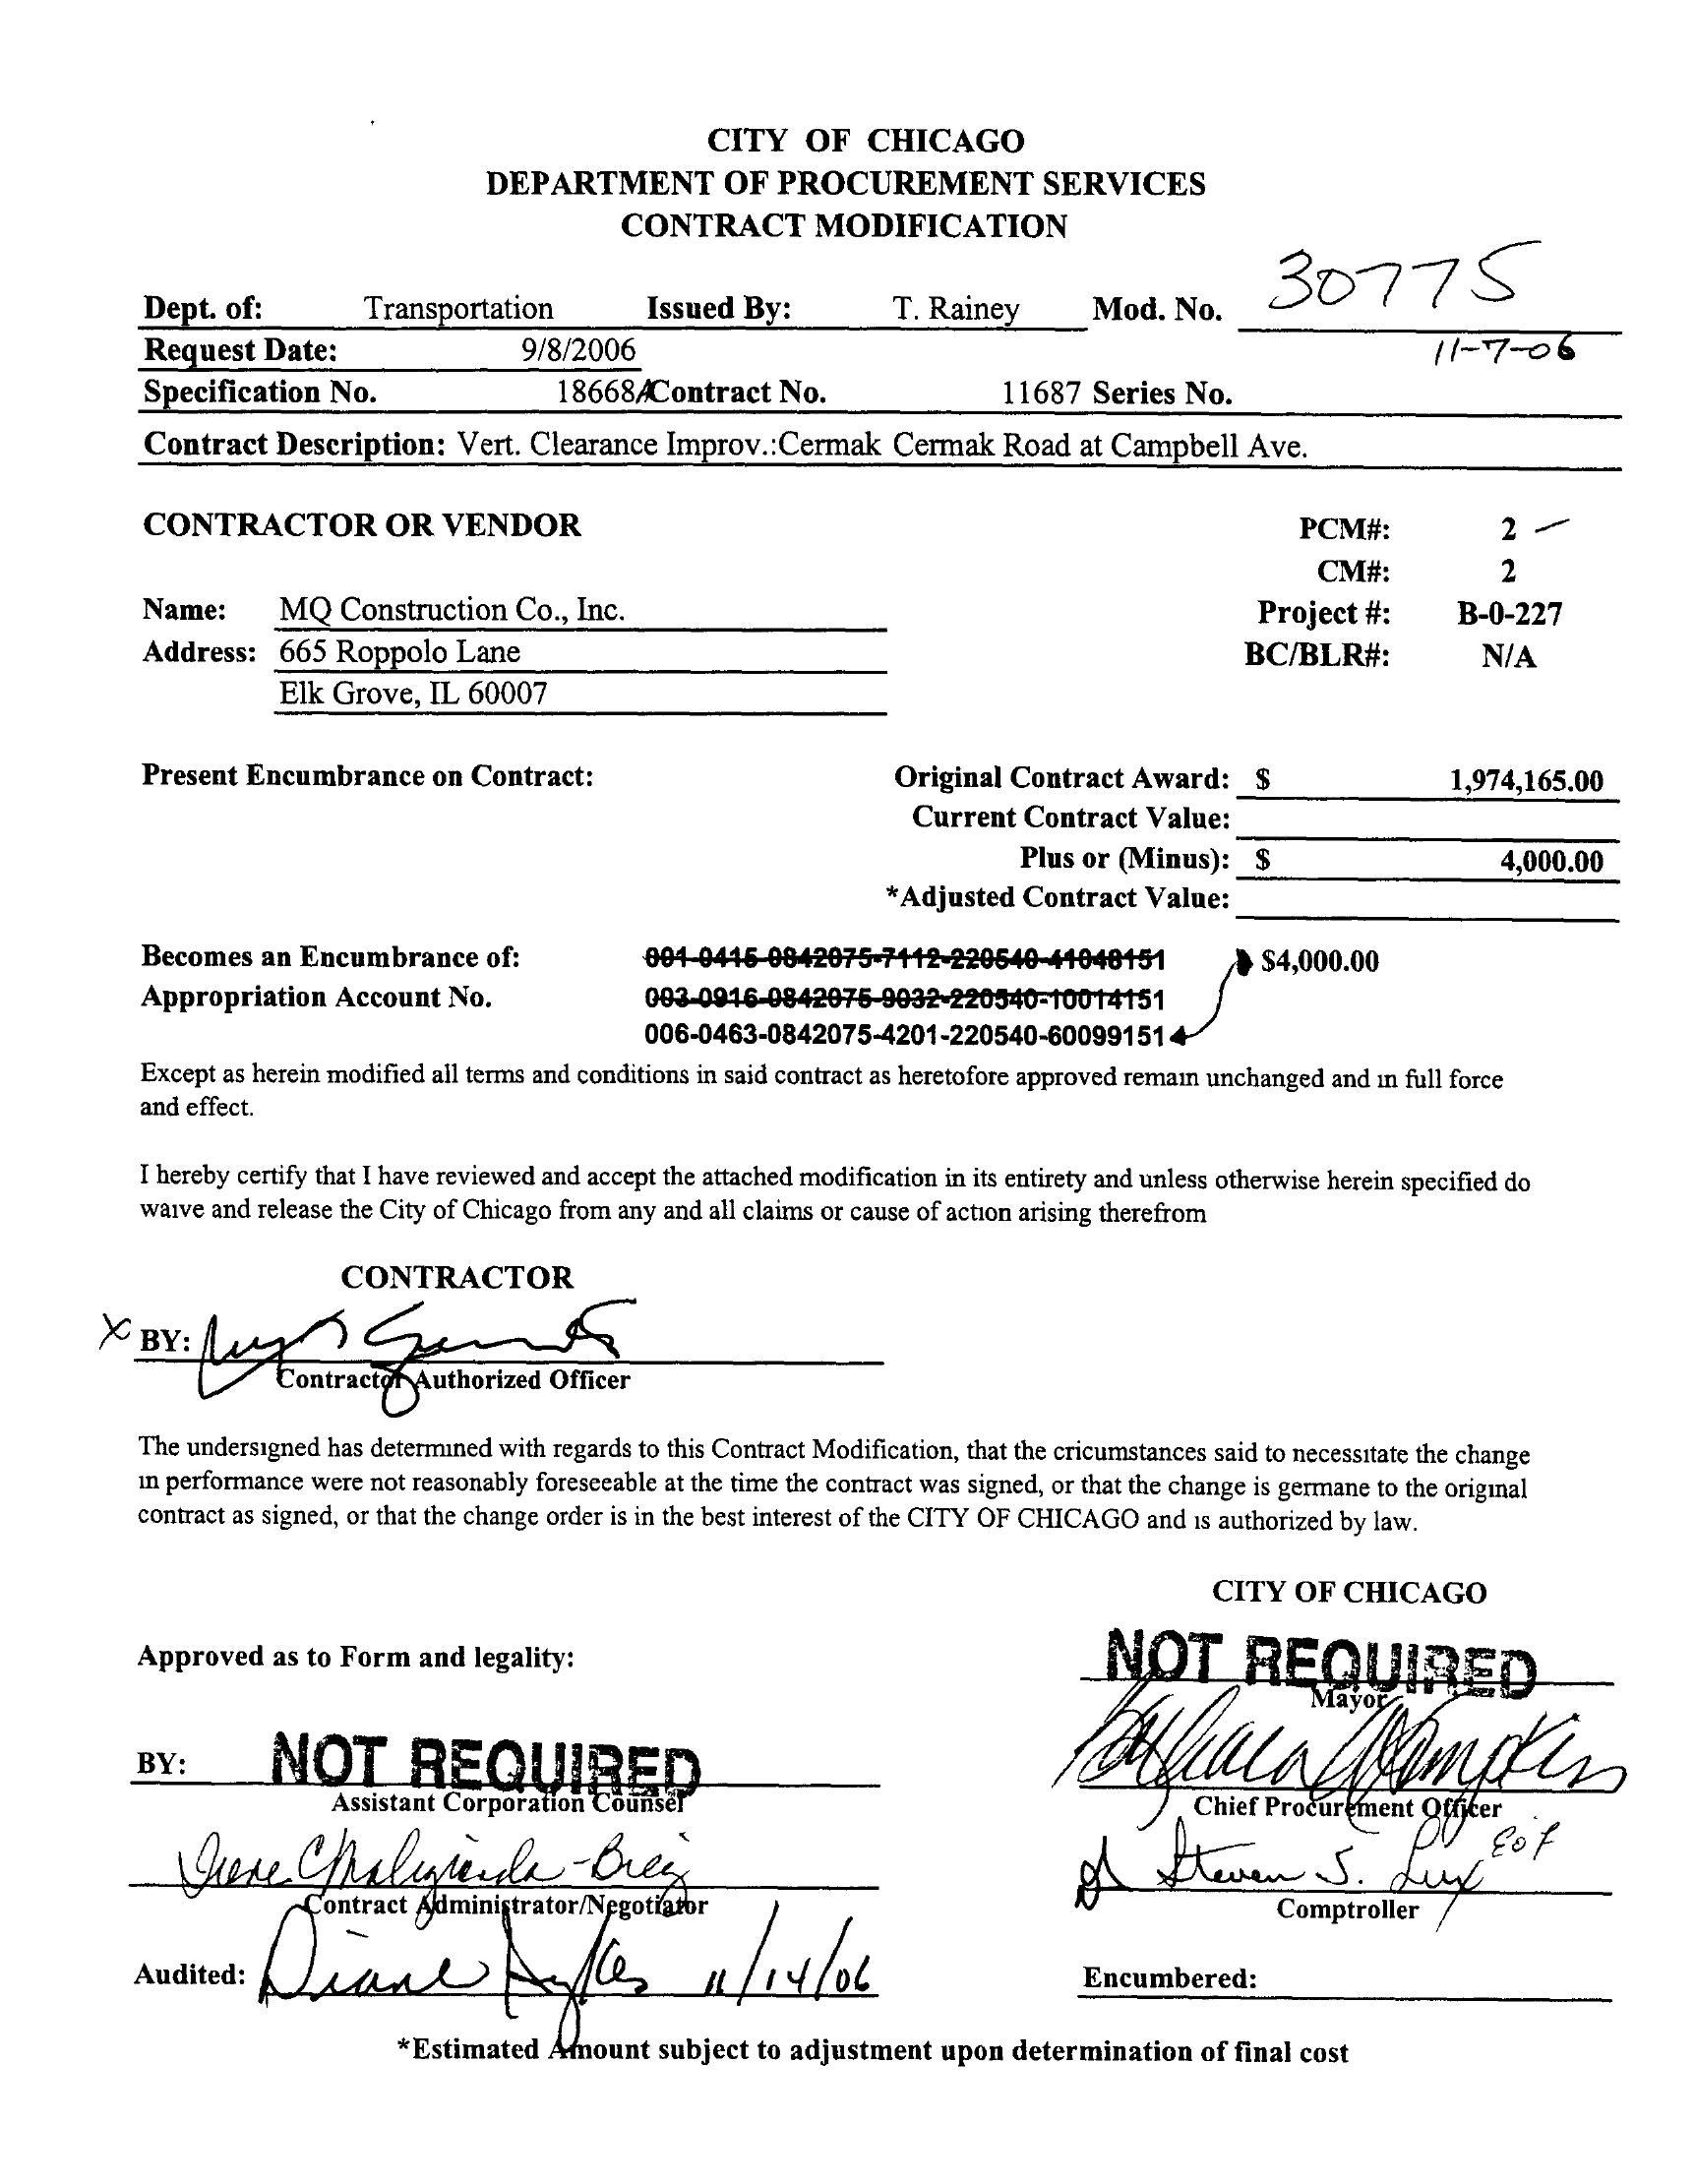 CITY OF CHICAGO
DEPARTMENT OF PROCUREMENT SERVICES
CONTRACT MODIFICATION
Dept. of: Transportation Issued By: T. Rainey Mod. No. 30775
Request Date: 9/8/2006 11-7-06
Specification No. 18668A Contract No. 11687 Series No.
Contract Description: Vert. Clearance Improv.:Cermak Cermak Road at Campbell Ave.
CONTRACTOR OR VENDOR PCM#: 2
CM#: 2
Name: MQ Construction Co., Inc. Project #: B-0-227
Address: 665 Roppolo Lane BC/BLR#: N/A
Elk Grove, IL 60007
Present Encumbrance on Contract: Original Contract Award: $ 1,974,165.00
Current Contract Value:
Plus or (Minus): $ 4,000.00
*Adjusted Contract Value:
Becomes an Encumbrance of: 001-0415-0842075-7112-220540-41048151 $4,000.00
Appropriation Account No. 003-0916-0842075-9032-220540-10014151
006-0463-0842075-4201-220540-60099151
Except as herein modified all terms and conditions in said contract as heretofore approved remain unchanged and in full force
and effect.
I hereby certify that I have reviewed and accept the attached modification in its entirety and unless otherwise herein specified do
waive and release the City of Chicago from any and all claims or cause of action arising therefrom
CONTRACTOR
X BY:
Contractor Authorized Officer
The undersigned has determined with regards to this Contract Modification, that the cricumstances said to necessitate the change
in performance were not reasonably foreseeable at the time the contract was signed, or that the change is germane to the original
contract as signed, or that the change order is in the best interest of the CITY OF CHICAGO and is authorized by law.
CITY OF CHICAGO
Approved as to Form and legality: NOT REQUIRED
Mayor
BY: NOT REQUIRED
Assistant Corporation Counsel Chief Procurement Officer
Irene Steven S. Lux
Contract Administrator/Negotiator Comptroller
Audited: Diane 11/14/06 Encumbered:
*Estimated Amount subject to adjustment upon determination of final cost